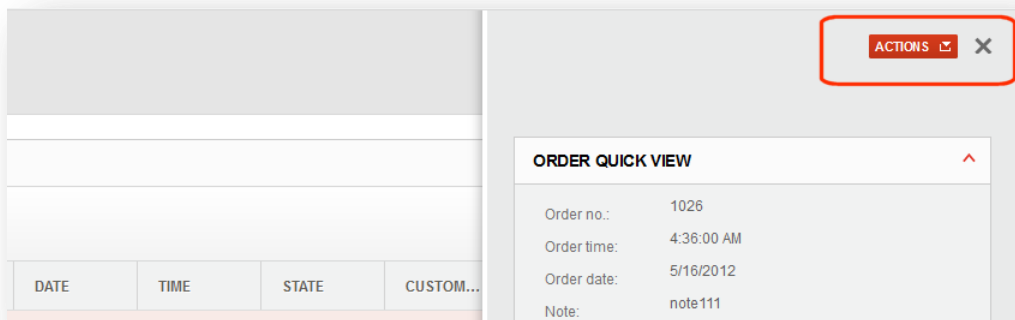 ACTIONS
ORDER QUICK VIEW
Order no.: 1026
Order time: 4:36:00 AM
Order date: 5/16/2012
Note: note111
DATE TIME STATE CUSTOM...